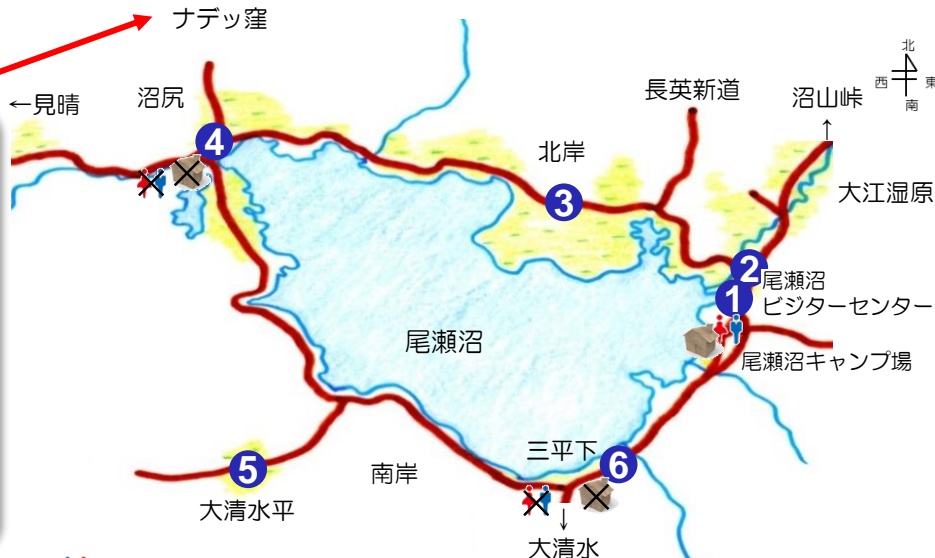 ナデッ窪
←見晴
沼尻
長英新道
沼山峠
↑
北
西
東
南
4
北岸
大江湿原
3
2
尾瀬沼
ビジターセンター
1
尾瀬沼
尾瀬沼キャンプ場
三平下
6
5
南岸
大清水平
↓
大清水